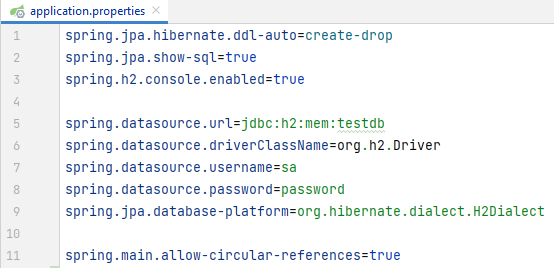 application.properties
1 spring.jpa.hibernate.ddl-auto=create-drop
2 spring.jpa.show-sql=true
3 spring.h2.console.enabled=true
4
5 spring.datasource.url=jdbc:h2:mem:testdb
6 spring.datasource.driverClassName=org.h2.Driver
7 spring.datasource.username=sa
8 spring.datasource.password=password
9 spring.jpa.database-platform=org.hibernate.dialect.H2Dialect
10
11 spring.main.allow-circular-references=true